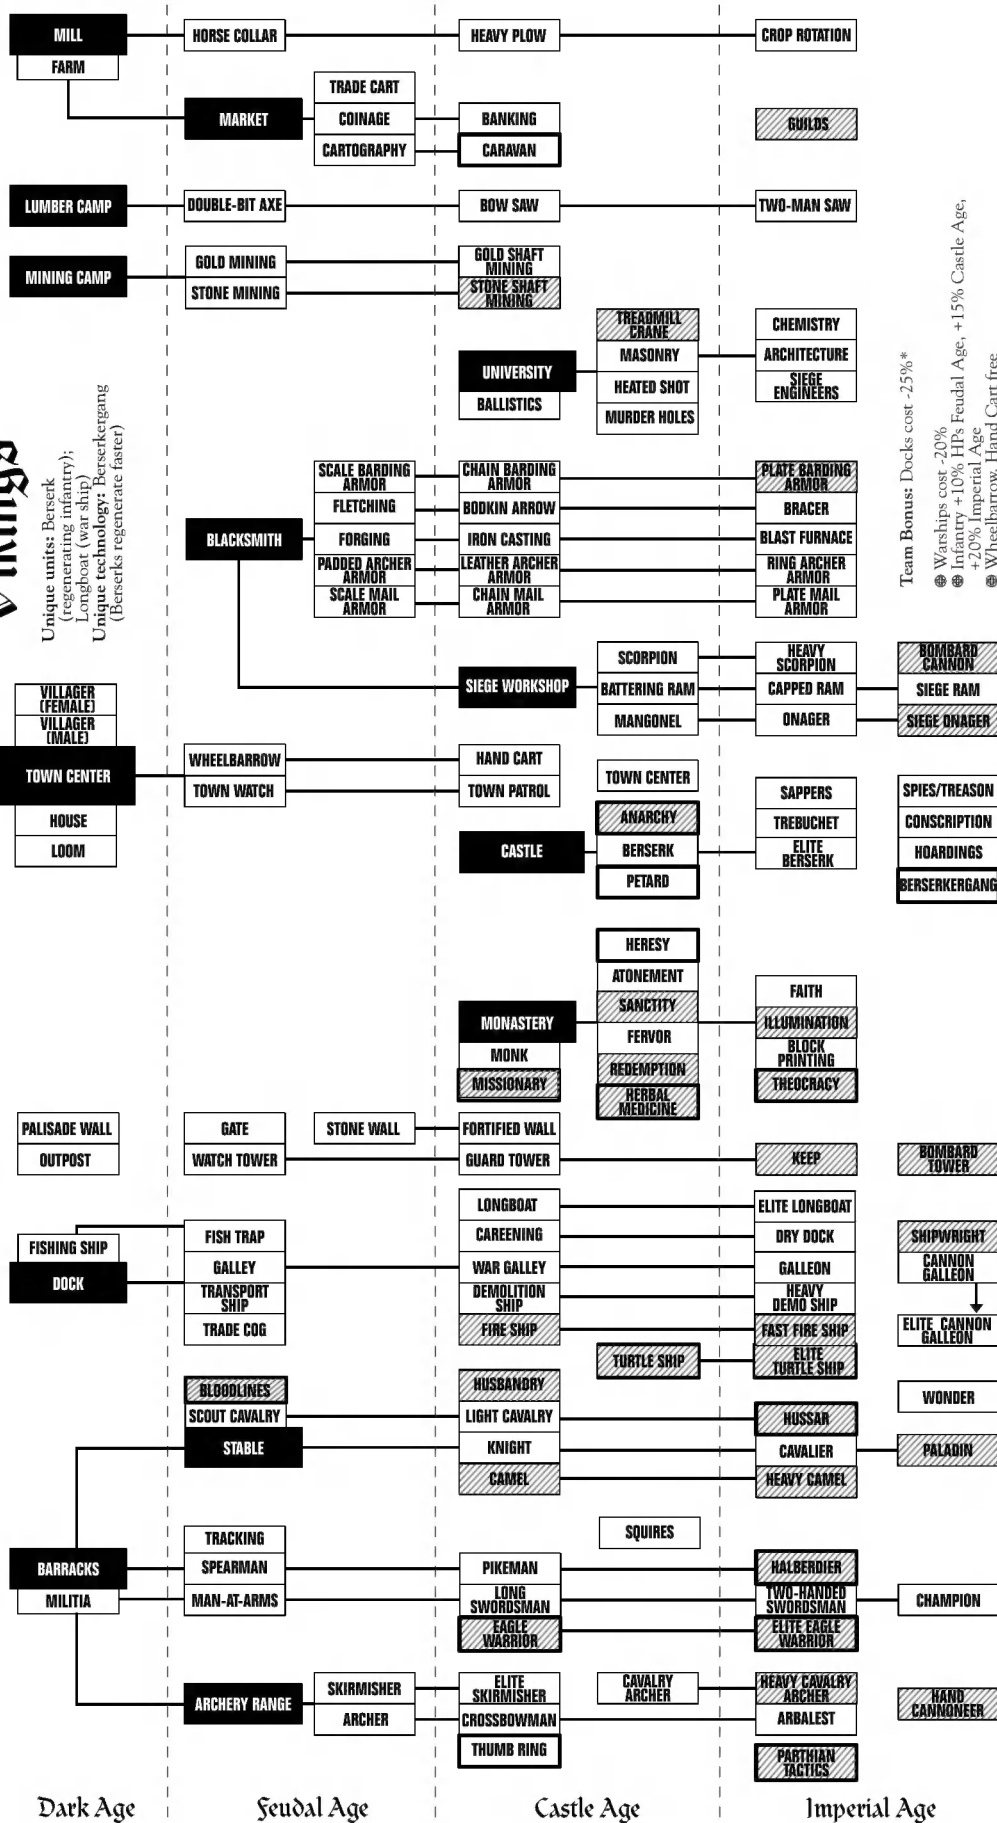 MILL
FARM
HORSE COLLAR
HEAVY PLOW
CROP ROTATION
MARKET
TRADE CART
COINAGE
CARTOGRAPHY
BANKING
CARAVAN
GUILDS
LUMBER CAMP
DOUBLE-BIT AXE
BOW SAW
TWO-MAN SAW
MINING CAMP
GOLD MINING
STONE MINING
GOLD SHAFT
MINING
STONE SHAFT
MINING
UNIVERSITY
BALLISTICS
TREADMILL
CRANE
MASONRY
HEATED SHOT
MURDER HOLES
CHEMISTRY
ARCHITECTURE
SIEGE
ENGINEERS
Vikings
Unique units: Berserk
(regenerating infantry);
Longboat (war ship)
Unique technology: Berserkergang
(Berserks regenerate faster)
Team Bonus: Docks cost -25%*
Warships cost -20%
Infantry +10% HPs Feudal Age, +15% Castle Age,
+20% Imperial Age
Wheelbarrow, Hand Cart free
BLACKSMITH
SCALE BARDING
ARMOR
FLETCHING
FORGING
PADDED ARCHER
ARMOR
SCALE MAIL
ARMOR
CHAIN BARDING
ARMOR
BODKIN ARROW
IRON CASTING
LEATHER ARCHER
ARMOR
CHAIN MAIL
ARMOR
PLATE BARDING
ARMOR
BRACER
BLAST FURNACE
RING ARCHER
ARMOR
PLATE MAIL
ARMOR
SIEGE WORKSHOP
SCORPION
BATTERING RAM
MANGONEL
HEAVY
SCORPION
CAPPED RAM
ONAGER
BOMBARD
CANNON
SIEGE RAM
SIEGE ONAGER
VILLAGER
(FEMALE)
VILLAGER
(MALE)
TOWN CENTER
HOUSE
LOOM
WHEELBARROW
TOWN WATCH
HAND CART
TOWN PATROL
TOWN CENTER
CASTLE
ANARCHY
BERSERK
PETARD
SAPPERS
TREBUCHET
ELITE
BERSERK
SPIES/TREASON
CONSCRIPTION
HOARDINGS
BERSERKERGANG
MONASTERY
MONK
MISSIONARY
HERESY
ATONEMENT
SANCTITY
FERVOR
REDEMPTION
HERBAL
MEDICINE
FAITH
ILLUMINATION
BLOCK
PRINTING
THEOCRACY
PALISADE WALL
OUTPOST
GATE
WATCH TOWER
STONE WALL
FORTIFIED WALL
GUARD TOWER
KEEP
BOMBARD
TOWER
FISHING SHIP
DOCK
FISH TRAP
GALLEY
TRANSPORT
SHIP
TRADE COG
LONGBOAT
CAREENING
WAR GALLEY
DEMOLITION
SHIP
FIRE SHIP
TURTLE SHIP
ELITE LONGBOAT
DRY DOCK
GALLEON
HEAVY
DEMO SHIP
FAST FIRE SHIP
ELITE
TURTLE SHIP
SHIPWRIGHT
CANNON
GALLEON
ELITE CANNON
GALLEON
BLOODLINES
SCOUT CAVALRY
STABLE
HUSBANDRY
LIGHT CAVALRY
KNIGHT
CAMEL
HUSSAR
CAVALIER
HEAVY CAMEL
WONDER
PALADIN
BARRACKS
MILITIA
TRACKING
SPEARMAN
MAN-AT-ARMS
PIKEMAN
LONG
SWORDSMAN
EAGLE
WARRIOR
SQUIRES
HALBERDIER
TWO-HANDED
SWORDSMAN
ELITE EAGLE
WARRIOR
CHAMPION
ARCHERY RANGE
SKIRMISHER
ARCHER
ELITE
SKIRMISHER
CROSSBOWMAN
THUMB RING
CAVALRY
ARCHER
HEAVY CAVALRY
ARCHER
ARBALEST
PARTHIAN
TACTICS
HAND
CANNONEER
Dark Age
Feudal Age
Castle Age
Imperial Age